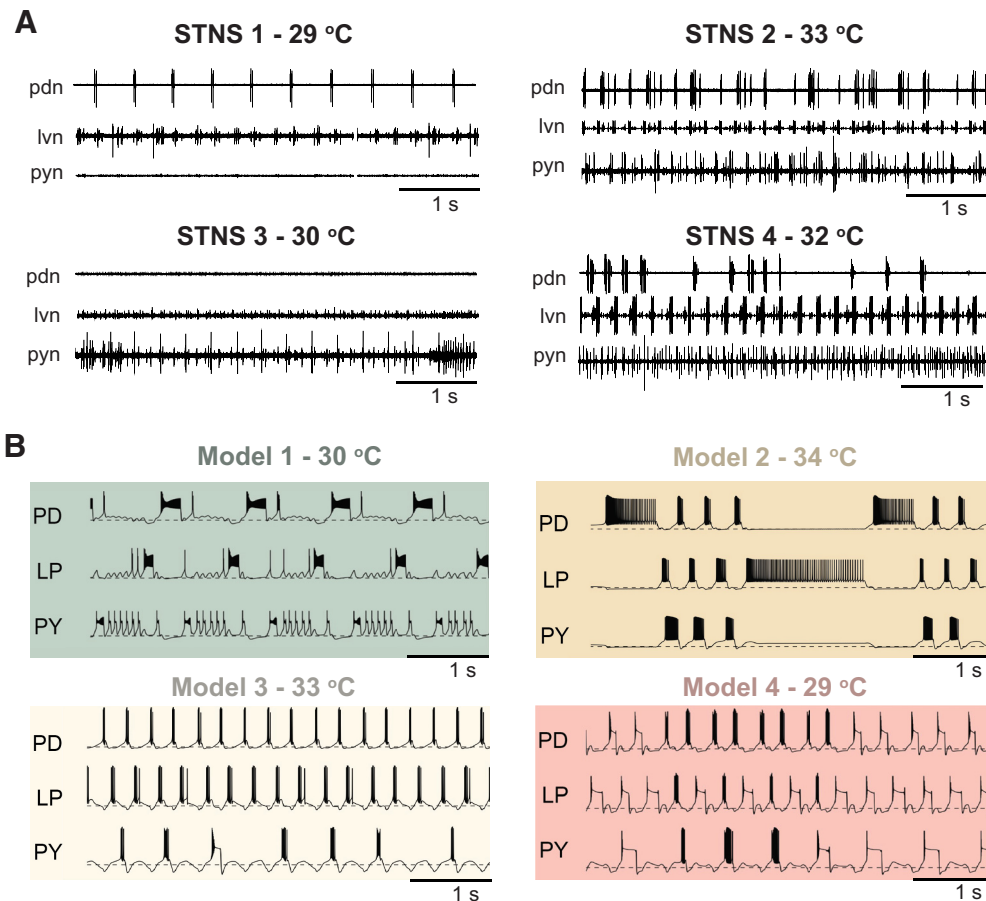 A
STNS 1 - 29 °C
pdn
lvn
pyn
1 s
STNS 2 - 33 °C
pdn
lvn
pyn
1 s
STNS 3 - 30 °C
pdn
lvn
pyn
1 s
STNS 4 - 32 °C
pdn
lvn
pyn
1 s
B
Model 1 - 30 °C
PD
LP
PY
1 s
Model 2 - 34 °C
PD
LP
PY
1 s
Model 3 - 33 °C
PD
LP
PY
1 s
Model 4 - 29 °C
PD
LP
PY
1 s